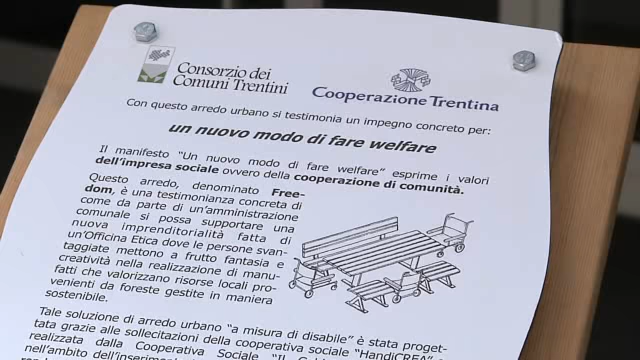 Consorzio dei
Comuni Trentini
Cooperazione Trentina
Con questo arredo urbano si testimonia un impegno concreto per:
un nuovo modo di fare welfare
Il manifesto “Un nuovo modo di fare welfare” esprime i valori
dell'impresa sociale ovvero della cooperazione di comunità.
Questo arredo, denominato Free-
dom, è una testimonianza concreta di
come da parte di un'amministrazione
comunale si possa supportare una
nuova imprenditorialità fatta di
un'Officina Etica dove le persone svan-
taggiate mettono a frutto fantasia e
creatività nella realizzazione di manu-
fatti che valorizzano risorse locali pro-
venienti da foreste gestite in maniera
sostenibile.
Tale soluzione di arredo urbano “a misura di disabile” è stata proget-
tata grazie alle sollecitazioni della cooperativa sociale “HandiCREA” e
realizzata dalla Cooperativa Sociale “Il
nell'ambito